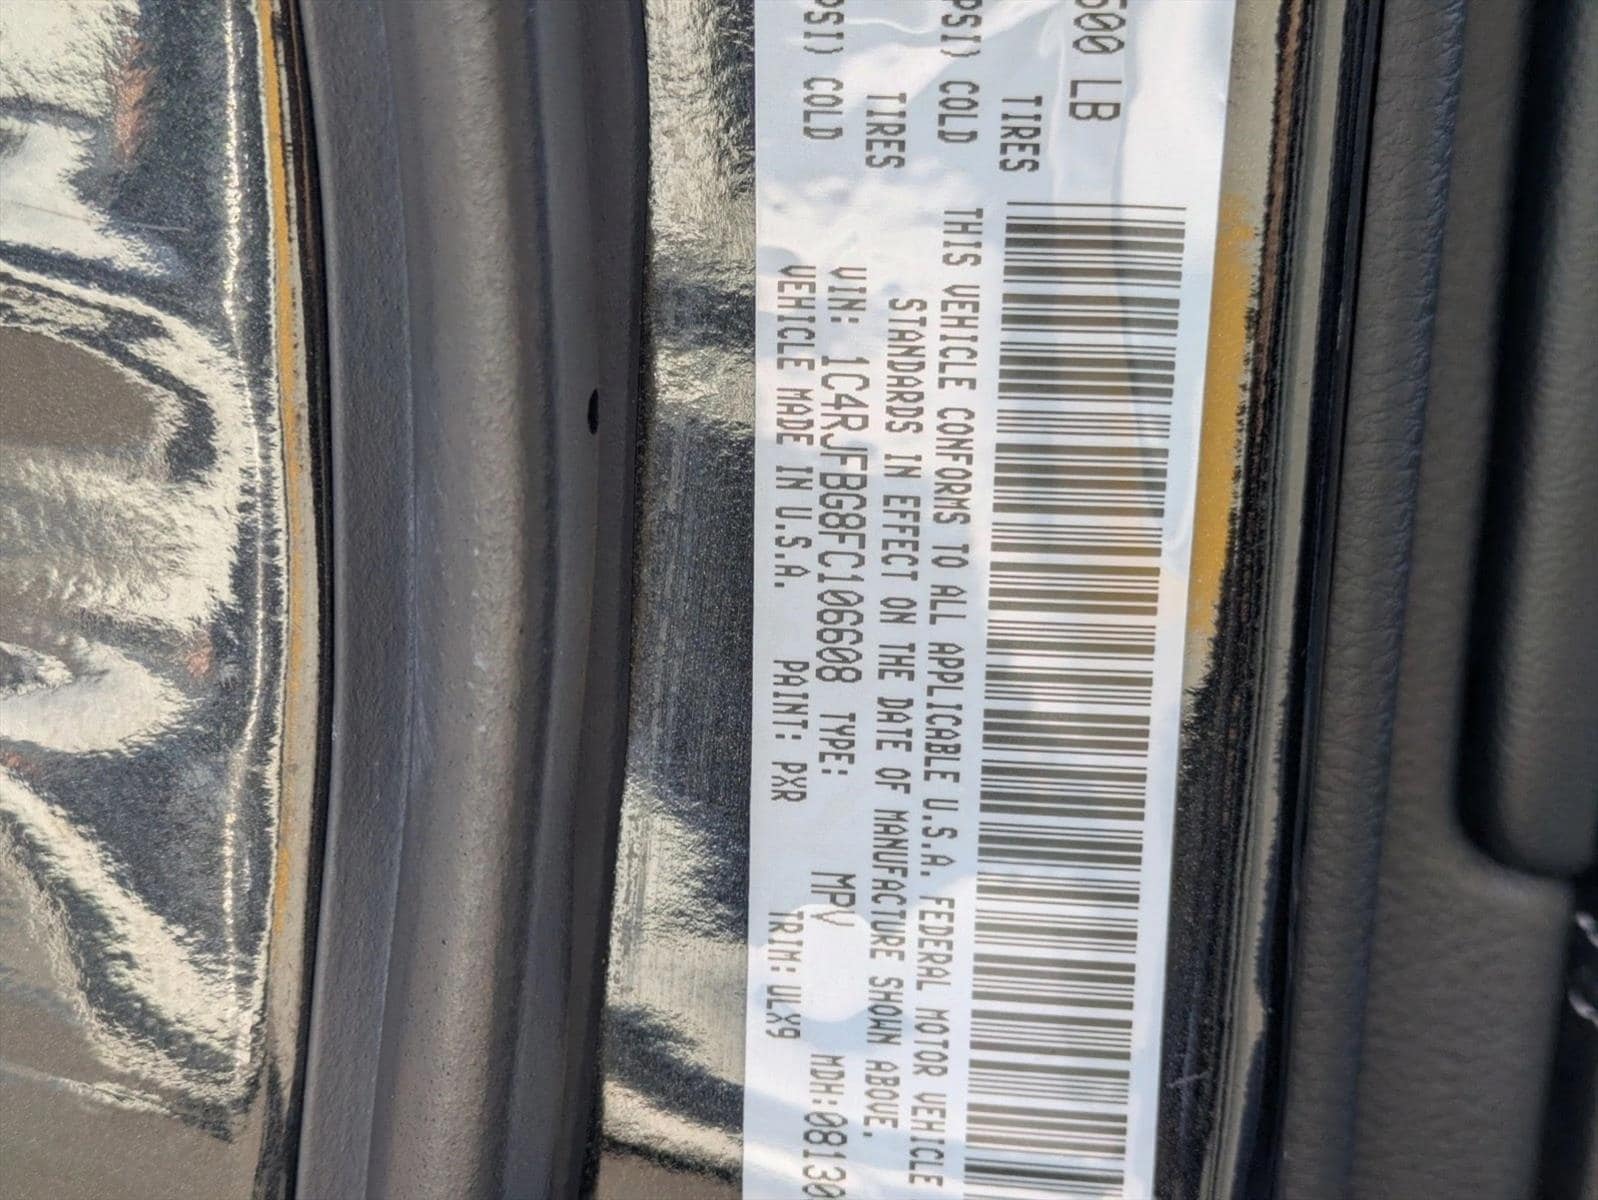 500 LB
TIRES
PSI) COLD
TIRES
PSI) COLD
THIS VEHICLE CONFORMS TO ALL APPLICABLE U.S.A. FEDERAL MOTOR VEHICLE
STANDARDS IN EFFECT ON THE DATE OF MANUFACTURE SHOWN ABOVE.
VIN: 1C4RJFBG8FC106608 TYPE: MPV MDH: 08130
VEHICLE MADE IN U.S.A. PAINT: PXR TRIM: ULX9